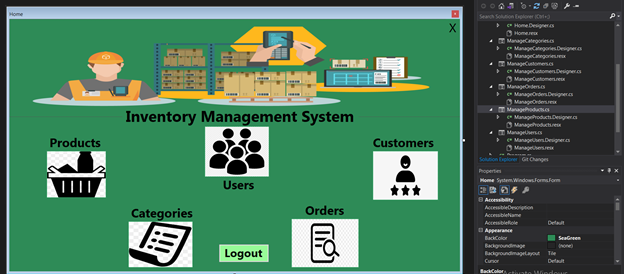 Home
X
Inventory Management System
Products
Users
Customers
Categories
Orders
Logout
Search Solution Explorer (Ctrl+;)
Home.Designer.cs
Home.resx
ManageCategories.cs
ManageCategories.Designer.cs
ManageCategories.resx
ManageCustomers.cs
ManageCustomers.Designer.cs
ManageCustomers.resx
ManageOrders.cs
ManageOrders.Designer.cs
ManageOrders.resx
ManageProducts.cs
ManageProducts.Designer.cs
ManageProducts.resx
ManageUsers.cs
ManageUsers.Designer.cs
ManageUsers.resx
Solution Explorer Git Changes
Properties
Home System.Windows.Forms.Form
Accessibility
AccessibleDescription
AccessibleName
AccessibleRole Default
Appearance
BackColor SeaGreen
BackgroundImage (none)
BackgroundImageLayout Tile
Cursor Default
BackColor